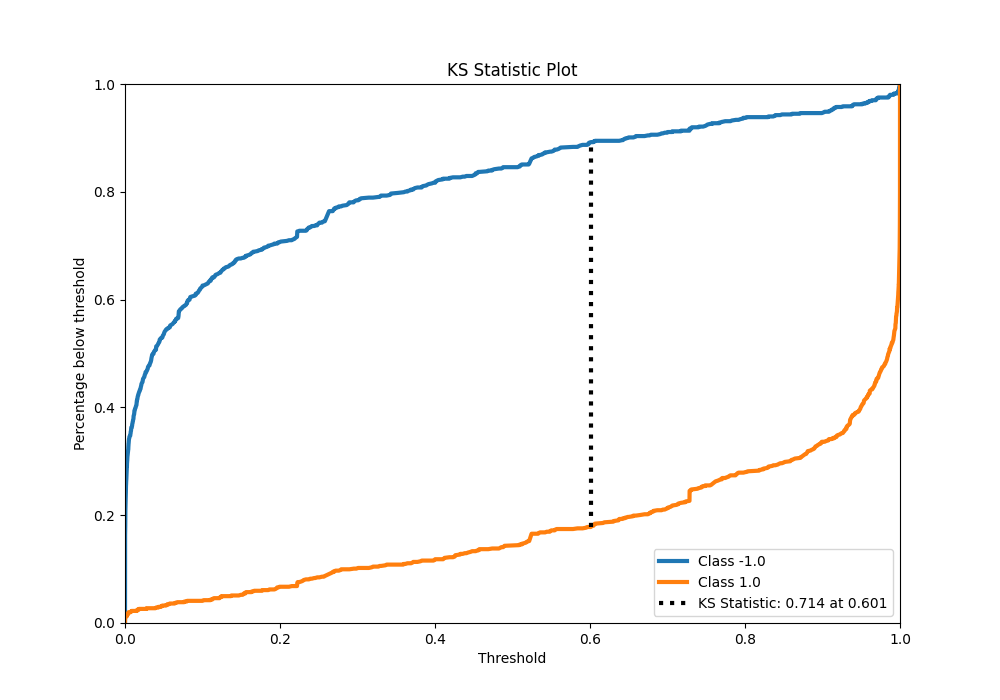 KS Statistic Plot
1.0
0.8
0.6
0.4
0.2
0.0
Percentage below threshold
0.0 0.2 0.4 0.6 0.8 1.0
Threshold
Class -1.0
Class 1.0
KS Statistic: 0.714 at 0.601